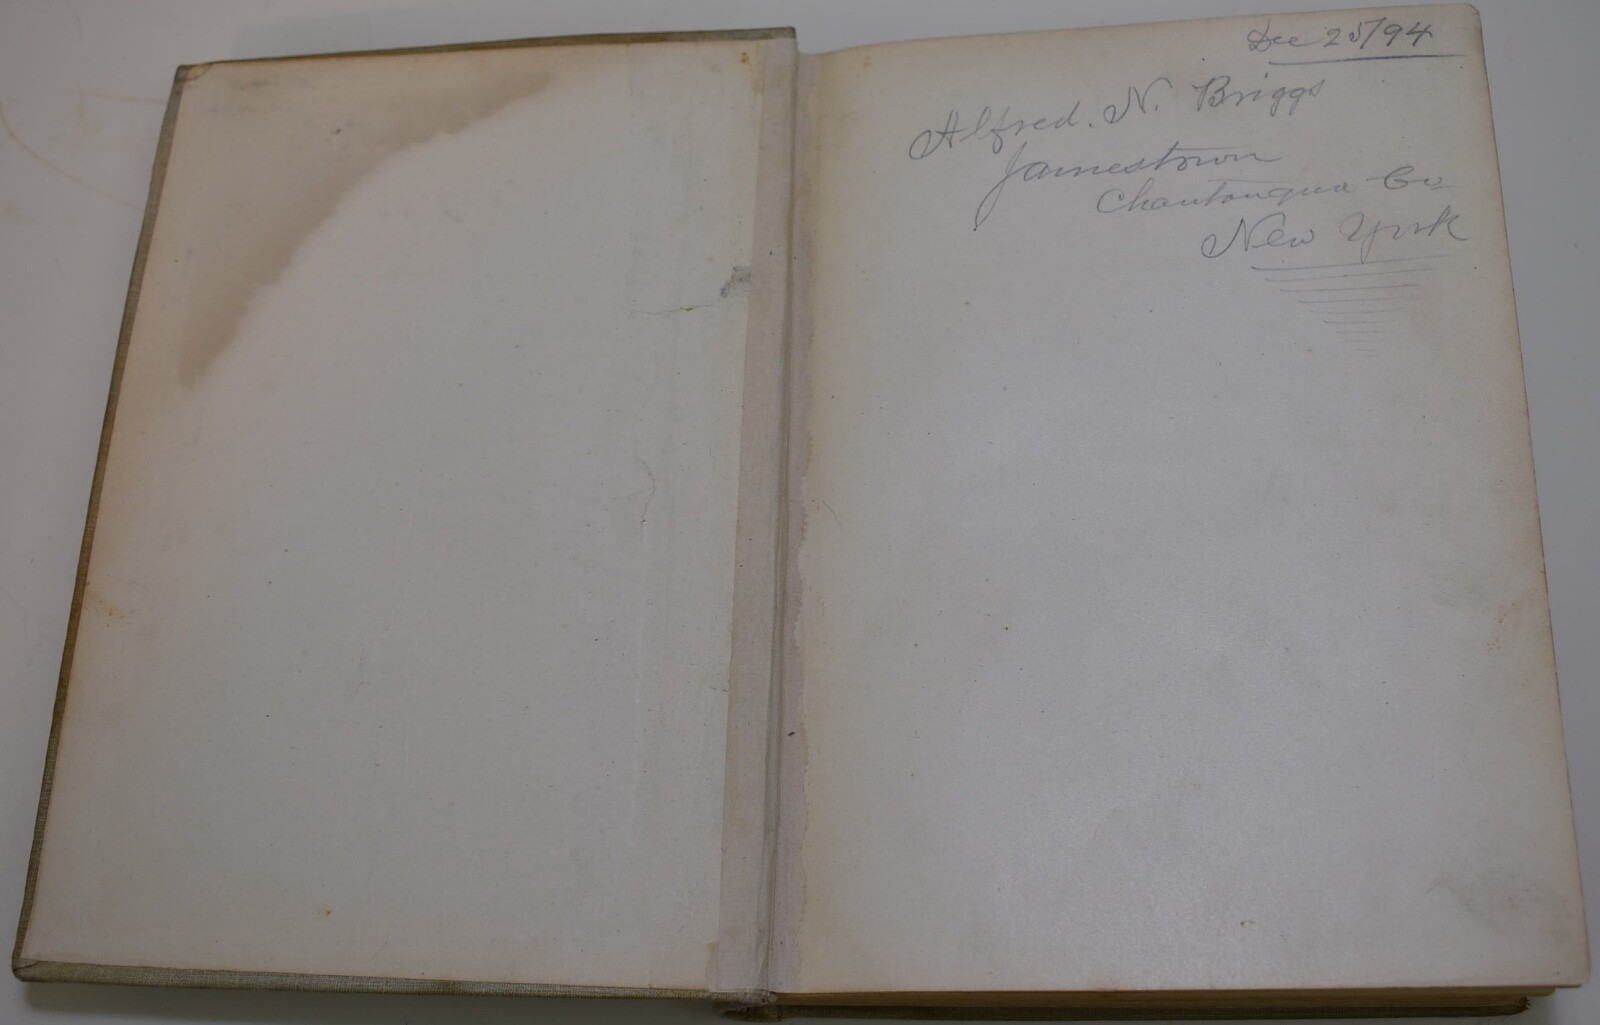 Dec 25/94
Alfred. N. Briggs
Jamestown
Chautauqua Co
New York